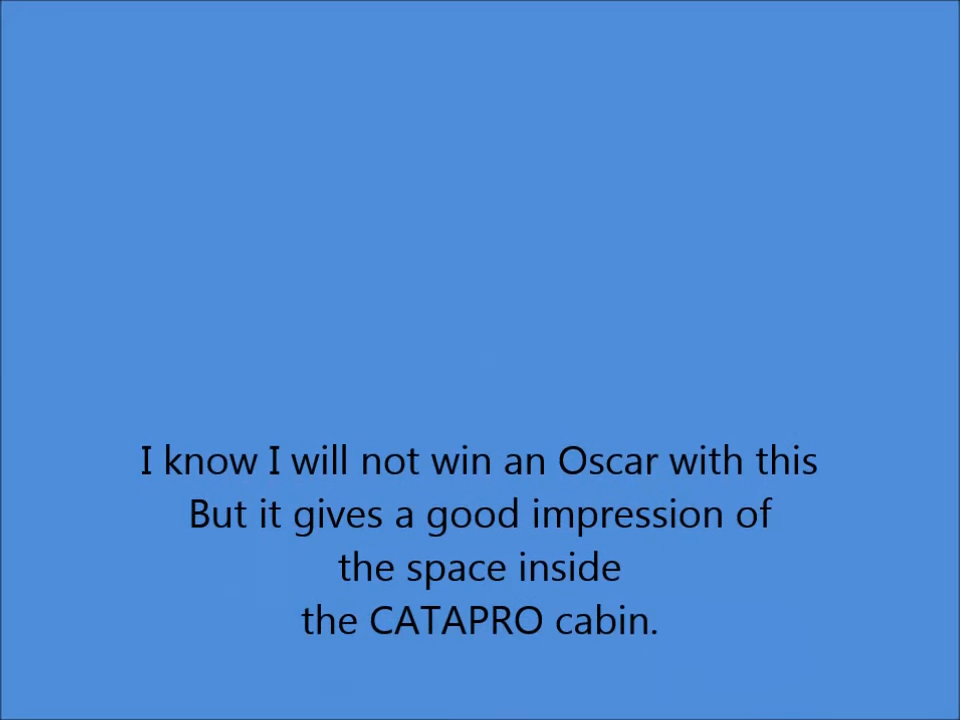 I know I will not win an Oscar with this
But it gives a good impression of
the space inside
the CATAPRO cabin.